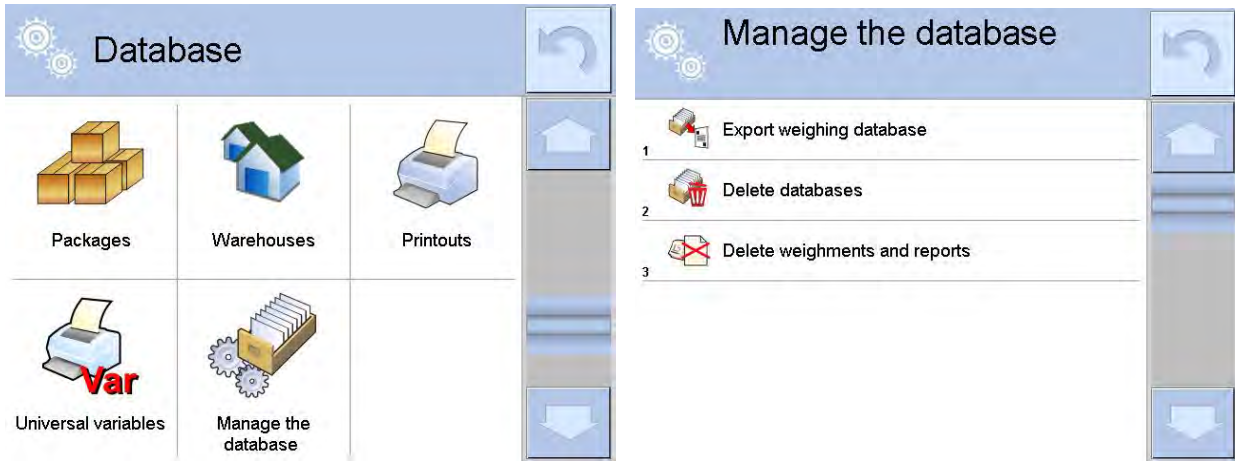 Database
Packages
Warehouses
Printouts
Var
Universal variables
Manage the
database
Manage the database
Export weighing database
1
Delete databases
2
Delete weighments and reports
3